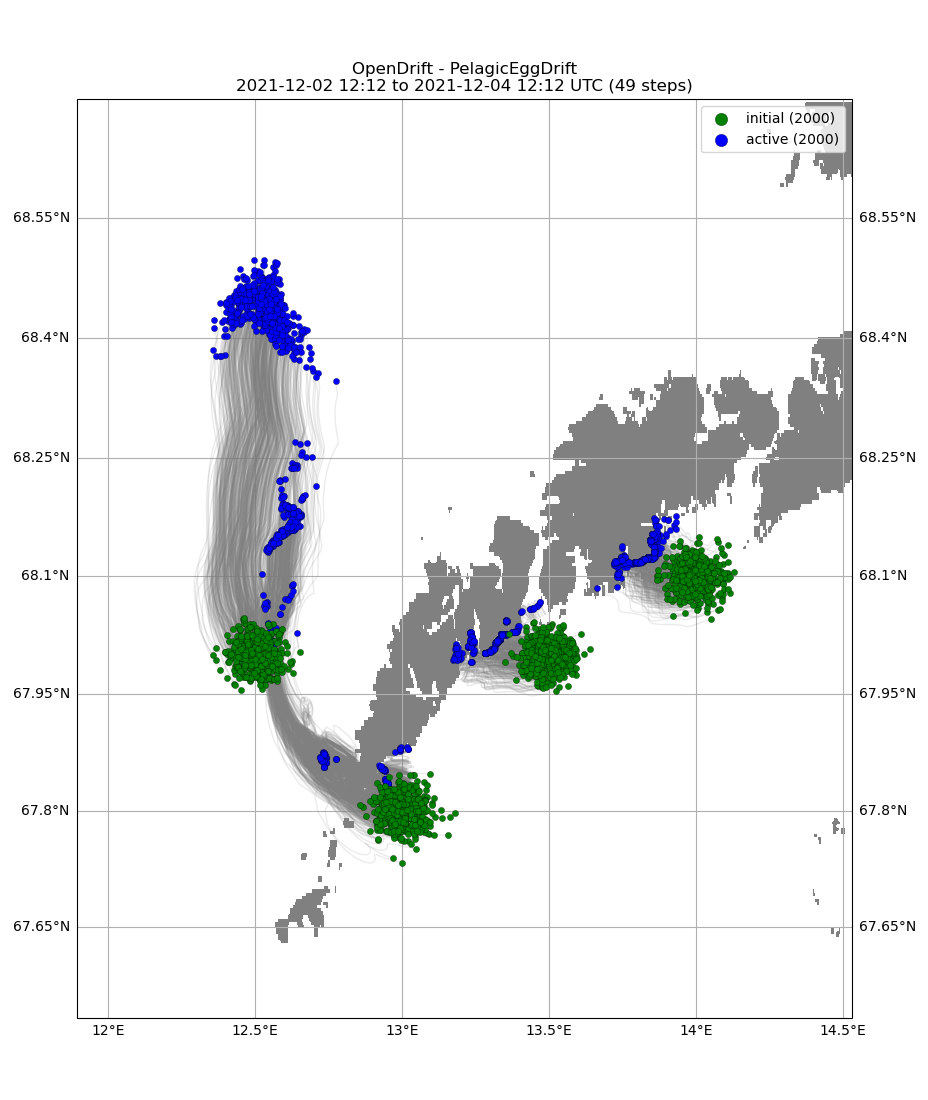 OpenDrift - PelagicEggDrift
2021-12-02 12:12 to 2021-12-04 12:12 UTC (49 steps)
initial (2000)
active (2000)
68.55°N 68.55°N
68.4°N 68.4°N
68.25°N 68.25°N
68.1°N 68.1°N
67.95°N 67.95°N
67.8°N 67.8°N
67.65°N 67.65°N
12°E 12.5°E 13°E 13.5°E 14°E 14.5°E